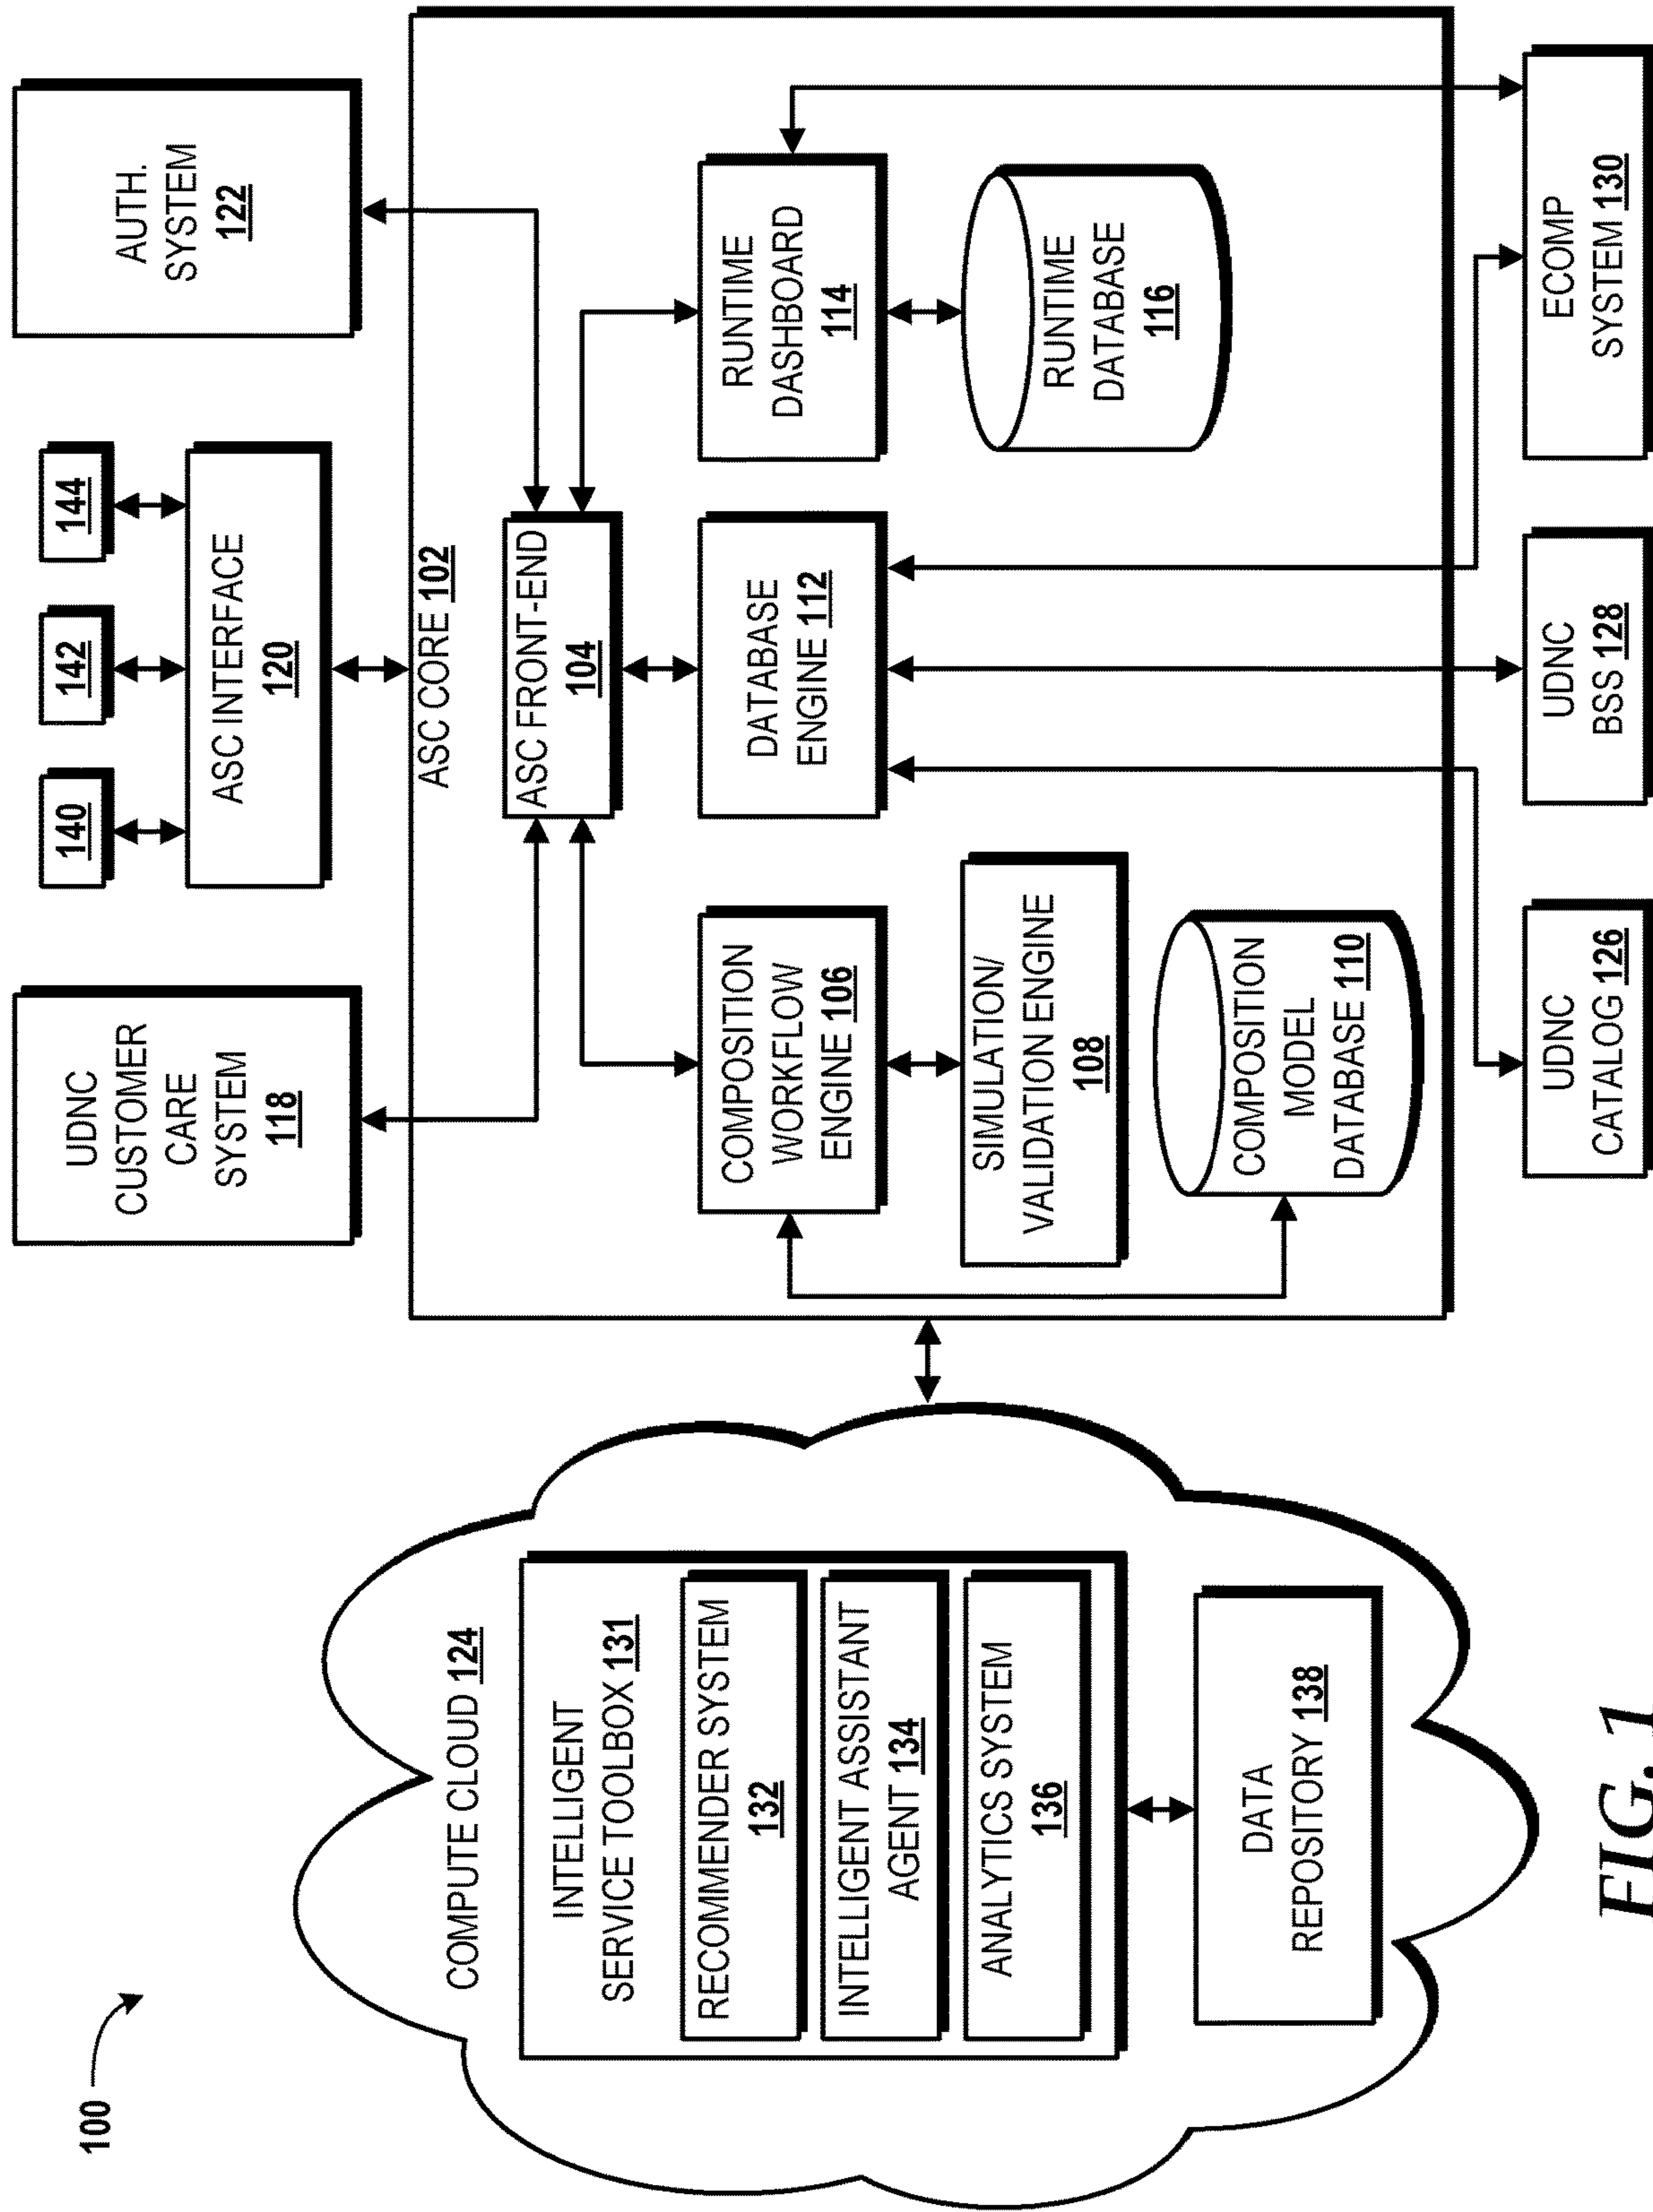 100
COMPUTE CLOUD 124
INTELLIGENT
SERVICE TOOLBOX 131
RECOMMENDER SYSTEM
132
INTELLIGENT ASSISTANT
AGENT 134
ANALYTICS SYSTEM
136
DATA
REPOSITORY 138
UDNC
CUSTOMER
CARE
SYSTEM
118
140
142
144
ASC INTERFACE
120
AUTH.
SYSTEM
122
ASC CORE 102
ASC FRONT-END
104
COMPOSITION
WORKFLOW
ENGINE 106
DATABASE
ENGINE 112
RUNTIME
DASHBOARD
114
SIMULATION/
VALIDATION ENGINE
108
RUNTIME
DATABASE
116
COMPOSITION
MODEL
DATABASE 110
UDNC
CATALOG 126
UDNC
BSS 128
ECOMP
SYSTEM 130
FIG. 1